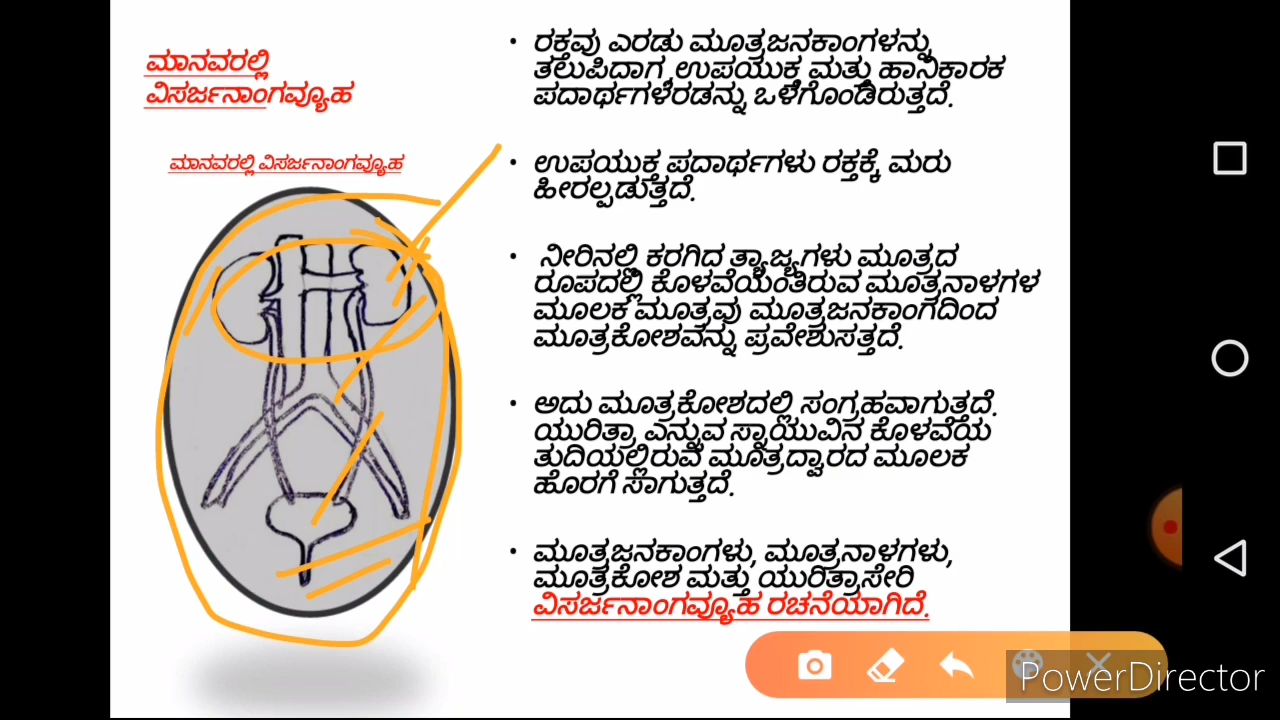 ಮಾನವರಲ್ಲಿ
ವಿಸರ್ಜನಾಂಗವ್ಯೂಹ
ಮಾನವರಲ್ಲಿ ವಿಸರ್ಜನಾಂಗವ್ಯೂಹ
• ರಕ್ತವು ಎರಡು ಮೂತ್ರಜನಕಾಂಗಳನ್ನು
ತಲುಪಿದಾಗ ,ಉಪಯುಕ್ತ ಮತ್ತು ಹಾನಿಕಾರಕ
ಪದಾರ್ಥಗಳೆರಡನ್ನು ಒಳಗೊಂಡಿರುತ್ತದೆ.
• ಉಪಯುಕ್ತ ಪದಾರ್ಥಗಳು ರಕ್ತಕ್ಕೆ ಮರು
ಹೀರಲ್ಪಡುತ್ತದೆ.
• ನೀರಿನಲ್ಲಿ ಕರಗಿದ ತ್ಯಾಜ್ಯಗಳು ಮೂತ್ರದ
ರೂಪದಲ್ಲಿ ಕೊಳವೆಯಂತಿರುವ ಮೂತ್ರನಾಳಗಳ
ಮೂಲಕ ಮೂತ್ರವು ಮೂತ್ರಜನಕಾಂಗದಿಂದ
ಮೂತ್ರಕೋಶವನ್ನು ಪ್ರವೇಶುಸತ್ತದೆ.
• ಅದು ಮೂತ್ರಕೋಶದಲ್ಲಿ ಸಂಗ್ರಹವಾಗುತ್ತದೆ.
ಯುರಿತ್ರಾ ಎನ್ನುವ ಸ್ನಾಯುವಿನ ಕೊಳವೆಯ
ತುದಿಯಲ್ಲಿರುವ ಮೂತ್ರದ್ವಾರದ ಮೂಲಕ
ಹೊರಗೆ ಸಾಗುತ್ತದೆ.
• ಮೂತ್ರಜನಕಾಂಗಳು, ಮೂತ್ರನಾಳಗಳು,
ಮೂತ್ರಕೋಶ ಮತ್ತು ಯುರಿತ್ರಾಸೇರಿ
ವಿಸರ್ಜನಾಂಗವ್ಯೂಹ ರಚನೆಯಾಗಿದೆ.
PowerDirector